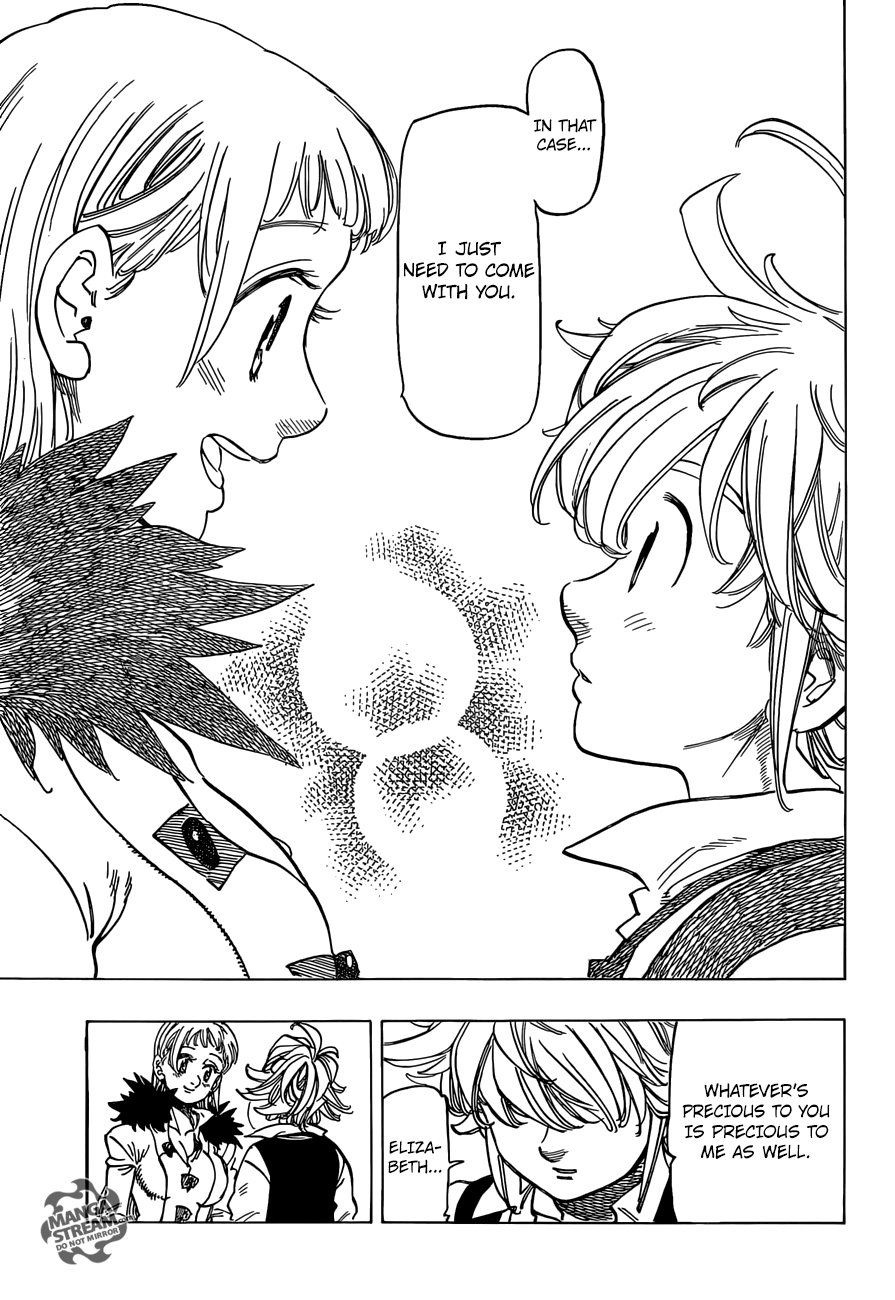 IN THAT
CASE...
I JUST
NEED TO COME
WITH YOU.
WHATEVER'S
PRECIOUS TO YOU
IS PRECIOUS TO
ME AS WELL.
ELIZA-
BETH...
MANGA
STREAM.com
DO NOT MIRROR